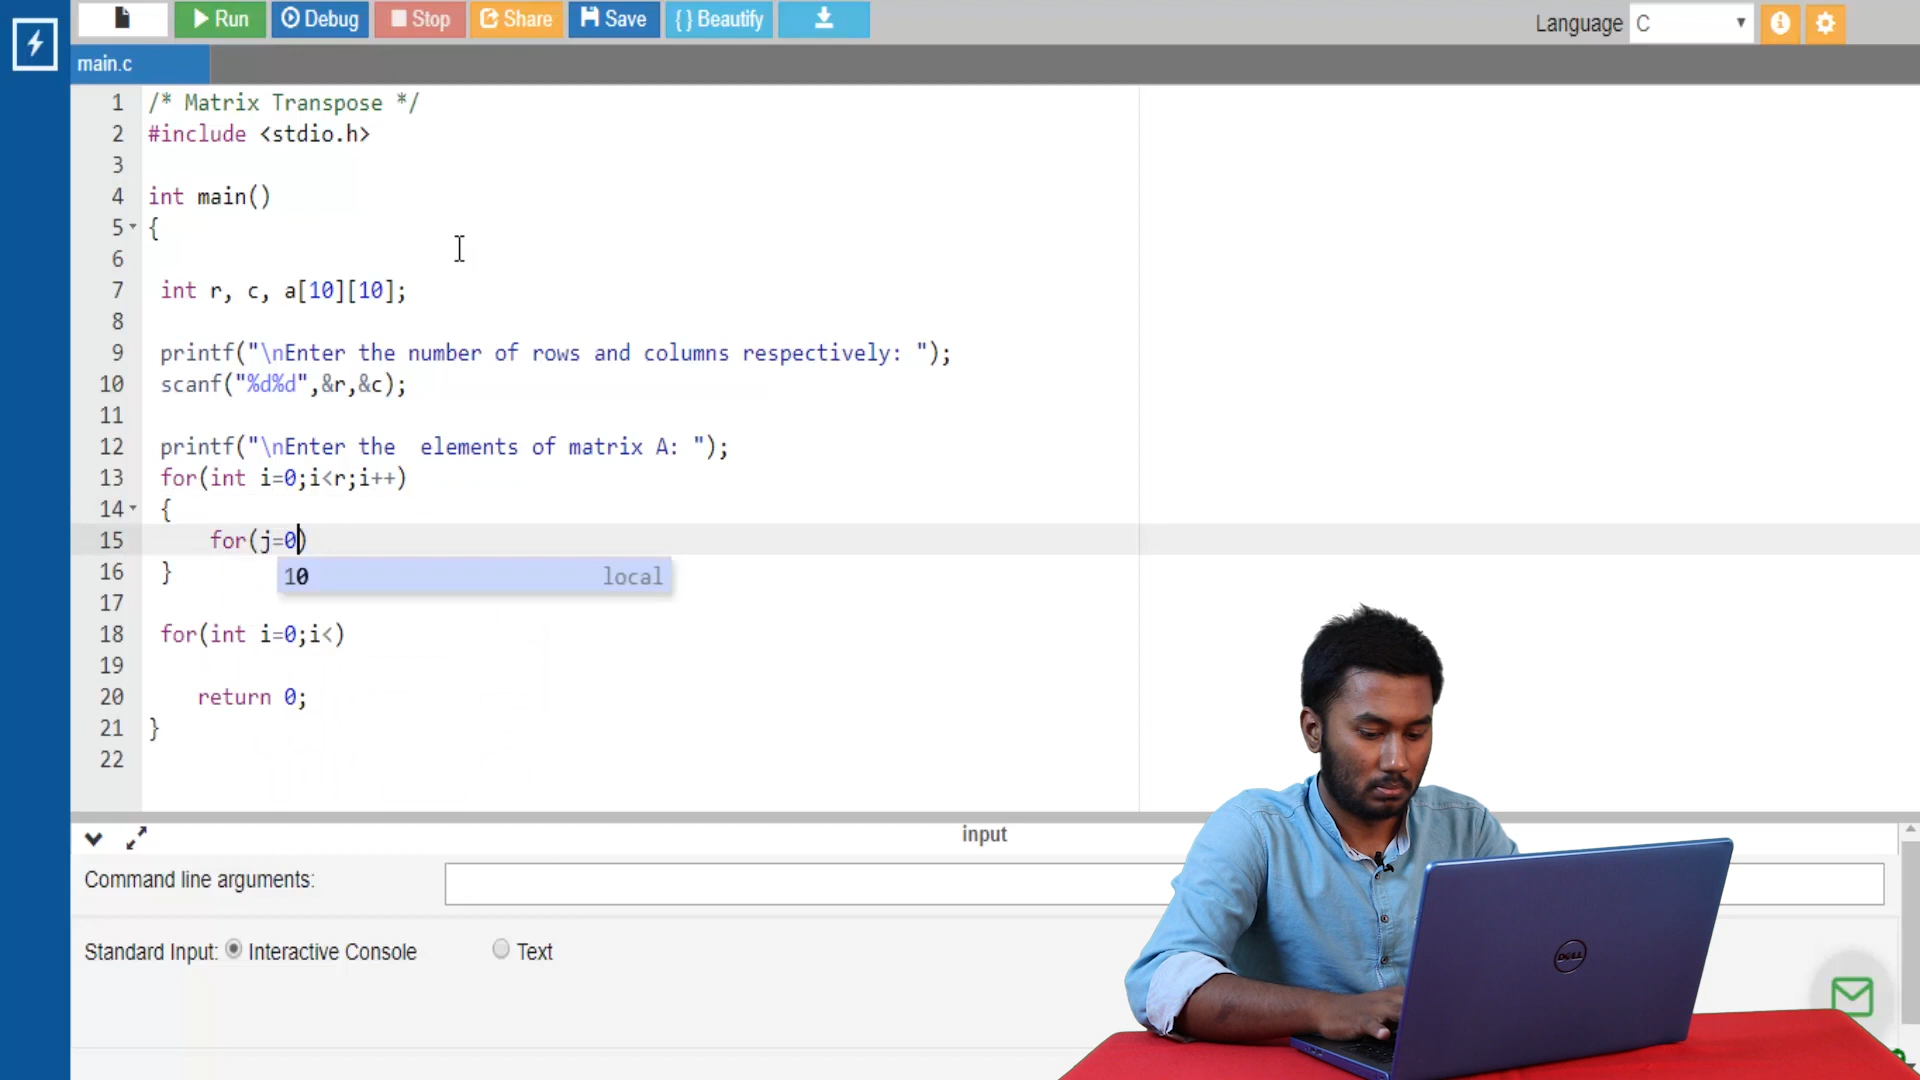 Run Debug Stop Share Save { } Beautify
Language C
main.c
1 /* Matrix Transpose */
2 #include <stdio.h>
3
4 int main()
5 {
6
7 int r, c, a[10][10];
8
9 printf("\nEnter the number of rows and columns respectively: ");
10 scanf("%d%d",&r,&c);
11
12 printf("\nEnter the  elements of matrix A: ");
13 for(int i=0;i<r;i++)
14 {
15 for(j=0)
10 local
16 }
17
18 for(int i=0;i<)
19
20 return 0;
21 }
22
input
Command line arguments:
Standard Input: Interactive Console Text
DELL